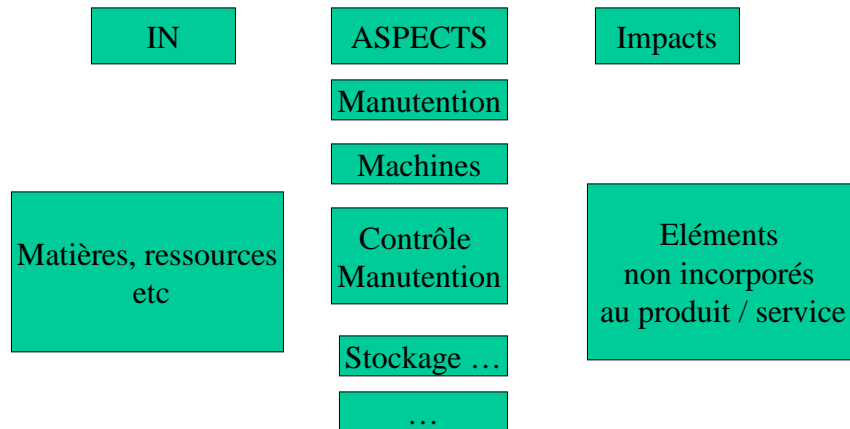 IN
ASPECTS
Impacts
Manutention
Machines
Matières, ressources
etc
Contrôle
Manutention
Eléments
non incorporés
au produit / service
Stockage …
…